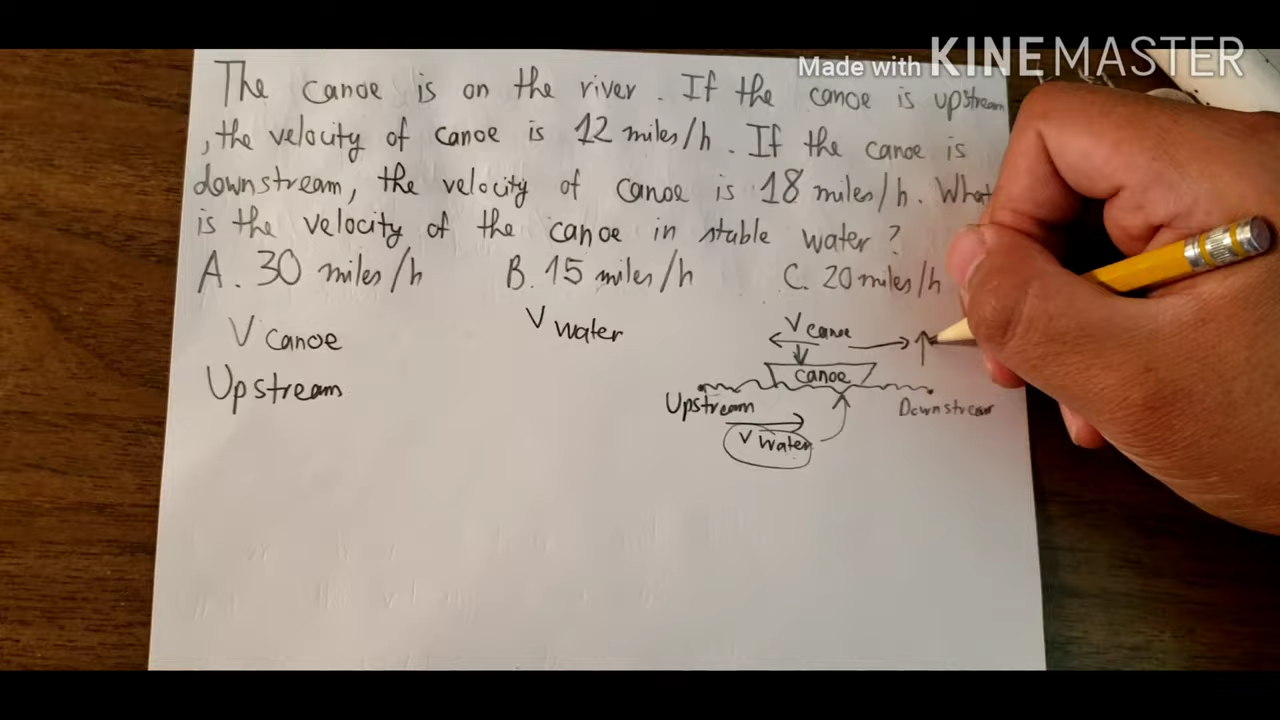 Made with KINEMASTER
The canoe is on the river. If the canoe is upstream
, the velocity of canoe is 12 miles/h. If the canoe is
downstream, the velocity of canoe is 18 miles/h. What
is the velocity of the canoe in stable water?
A. 30 miles/h B. 15 miles/h C. 20 miles/h
V canoe V water V canoe
Upstream canoe
Upstream Downstream
V water